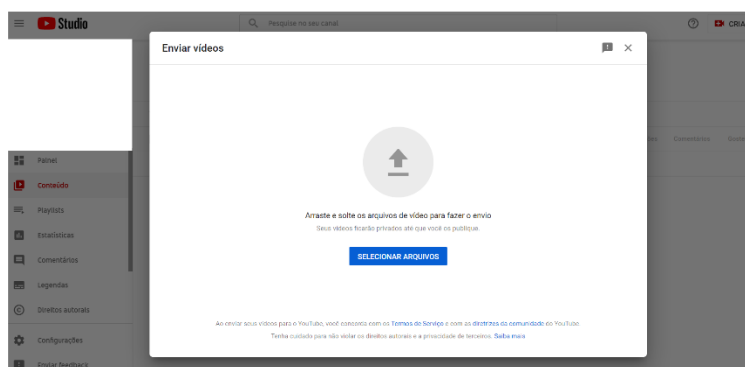 Studio
Pesquise no seu canal
CRIA
Enviar vídeos
Comentários
Painel
Conteúdo
Playlists
Estatísticas
Comentários
Legendas
Direitos autorais
Configurações
Enviar feedback
Arraste e solte os arquivos de vídeo para fazer o envio
Seus vídeos ficarão privados até que você os publique.
SELECIONAR ARQUIVOS
Ao enviar seus vídeos para o YouTube, você concorda com os Termos de Serviço e com as diretrizes da comunidade do YouTube.
Tenha cuidado para não violar os direitos autorais e a privacidade de terceiros. Saiba mais